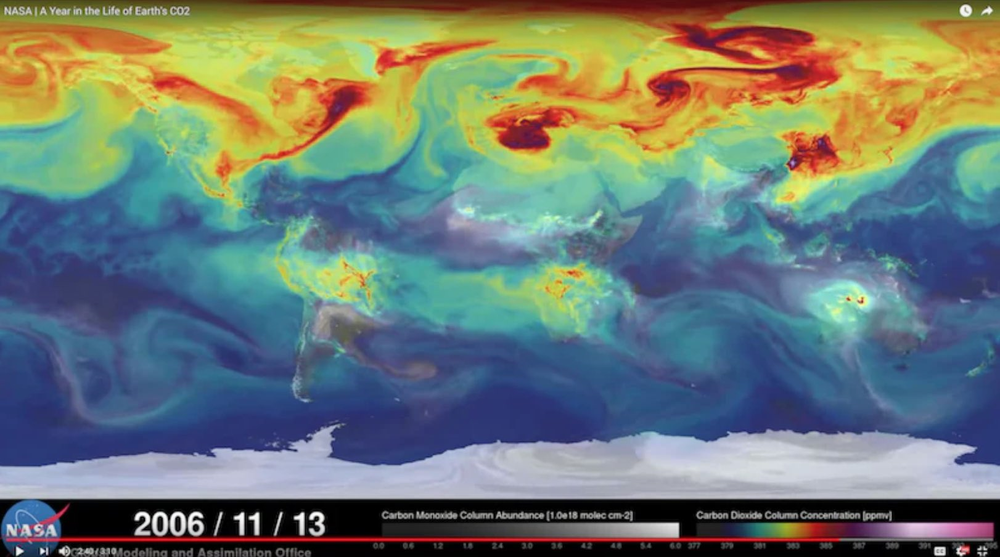 NASA | A Year in the Life of Earth's CO2
2006 / 11 / 13
Carbon Monoxide Column Abundance [1.0e18 molec cm-2]
Carbon Dioxide Column Concentration [ppmv]
NASA
0.0 0.6 1.2 1.8 2.4 3.0 3.6 4.2 4.8 5.4 6.0
377 379 381 383 385 387 389 391 395
2:40 / 3:10
Modeling and Assimilation Office
CC